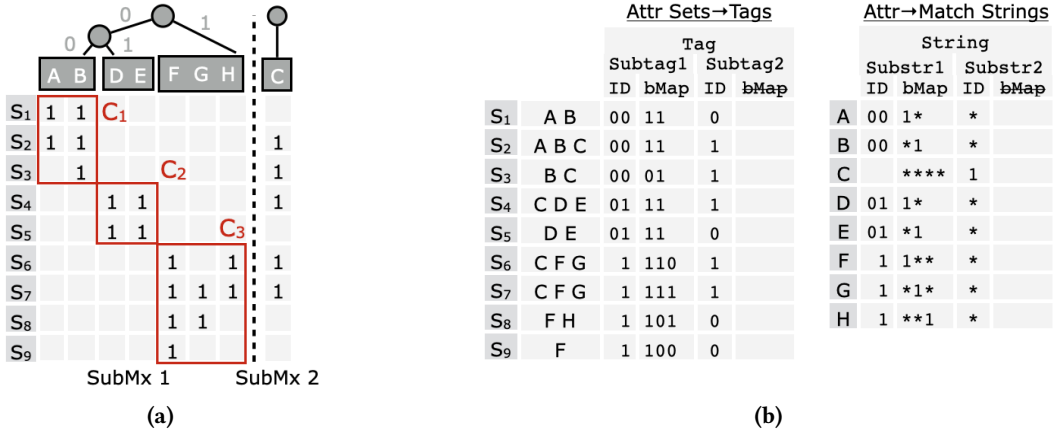 0 1
0 1
A B D E F G H C
S1 1 1 C1
S2 1 1 1
S3 1 C2 1
S4 1 1 1
S5 1 1 C3
S6 1 1 1
S7 1 1 1 1
S8 1 1
S9 1
SubMx 1 SubMx 2
(a)
Attr Sets→Tags
Tag
Subtag1 Subtag2
ID bMap ID bMap
S1 A B 00 11 0
S2 A B C 00 11 1
S3 B C 00 01 1
S4 C D E 01 11 1
S5 D E 01 11 0
S6 C F G 1 110 1
S7 C F G 1 111 1
S8 F H 1 101 0
S9 F 1 100 0
Attr→Match Strings
String
Substr1 Substr2
ID bMap ID bMap
A 00 1* *
B 00 *1 *
C **** 1
D 01 1* *
E 01 *1 *
F 1 1** *
G 1 *1* *
H 1 **1 *
(b)